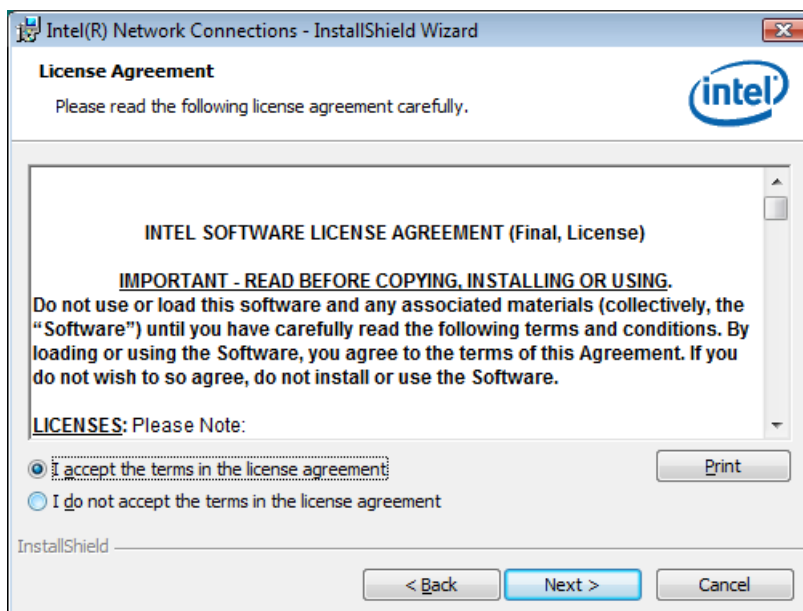 Intel(R) Network Connections - InstallShield Wizard
License Agreement
Please read the following license agreement carefully.
intel
INTEL SOFTWARE LICENSE AGREEMENT (Final, License)
IMPORTANT - READ BEFORE COPYING, INSTALLING OR USING.
Do not use or load this software and any associated materials (collectively, the
“Software”) until you have carefully read the following terms and conditions. By
loading or using the Software, you agree to the terms of this Agreement. If you
do not wish to so agree, do not install or use the Software.
LICENSES: Please Note:
I accept the terms in the license agreement
Print
I do not accept the terms in the license agreement
InstallShield
< Back
Next >
Cancel